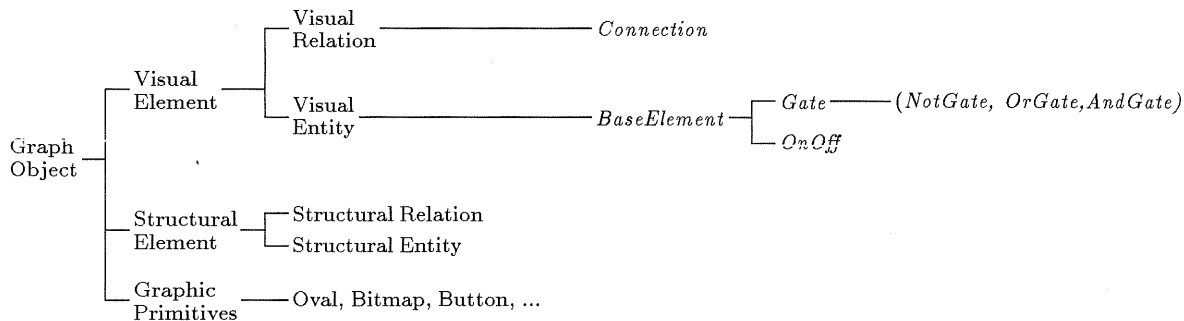 Visual
Relation
Connection
Visual
Element
Visual
Entity
BaseElement
Gate
(NotGate, OrGate,AndGate)
OnOff
Graph
Object
Structural
Element
Structural Relation
Structural Entity
Graphic
Primitives
Oval, Bitmap, Button, ...